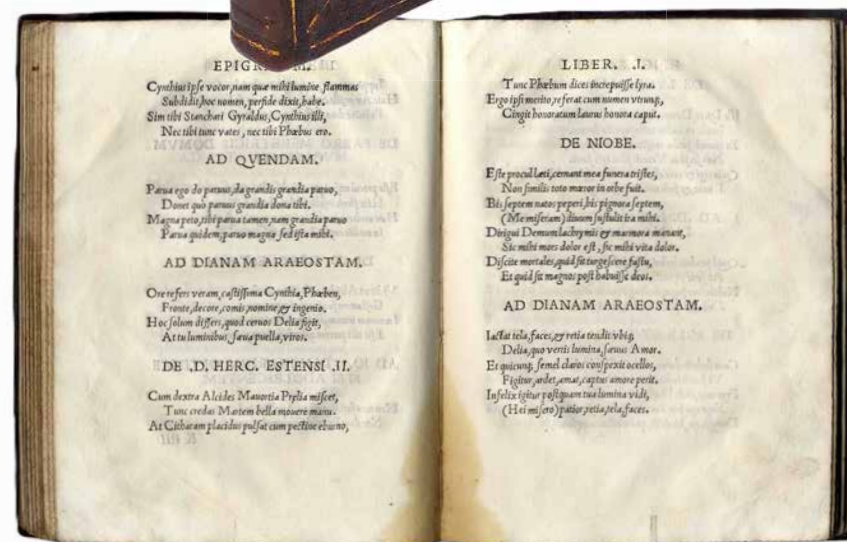 EPIGR
Cynthius ipse vocor, nam quæ mihi lumine flammas
Subdidit, hoc nomen, perfide dixit, habe.
Sim tibi Stanchari Gyraldus, Cynthius illi,
Nec tibi tunc vates, nec tibi Phœbus ero.
AD QVENDAM.
Parua ego do paruus, da grandis grandia paruo,
Donet quò paruus grandia dona tibi.
Magna peto, tibi parua tamen, nam grandia paruo
Parua quidem, paruo magna sed ista mihi.
AD DIANAM ARAEOSTAM.
Ore refers veram, castissima Cynthia, Phœben,
Fronte, decore, comis, nomine, & ingenio.
Hoc solum differs, quod ceruos Delia figit,
At tu luminibus, sæua puella, viros.
DE .D. HERC. ESTENSI .II.
Cum dextra Alcides Mauortia Pręlia miscet,
Tunc credas Martem bella mouere manu.
At Citharam placidus pulsat cum pectine eburno,
LIBER. .I.
Tunc Phœbum dices increpuisse lyra.
Ergo ipsi merito, referat cum numen vtrunq;,
Cingit honoratum laurus honora caput.
DE NIOBE.
Este procul læti, cernant mea funera tristes,
Non similis toto mœror in orbe fuit.
Bis septem natos peperi, bis pignora septem,
(Me miseram) diuum sustulit ira mihi.
Dirigui Demum lachrymis & marmora manant,
Sic mihi mors dolor est, sic mihi vita dolor.
Discite mortales, quid sit turgescere fastu,
Et quid sit magnos post habuisse deos.
AD DIANAM ARAEOSTAM.
Iactat tela, faces, & retia tendit vbiq;
Delia, quo vertis lumina, sæuus Amor.
Et quicunq; semel claros conspexit ocellos,
Figitur, ardet, amat, captus amore perit.
Infelix igitur postquam tua lumina vidi,
(Hei misero) patior, retia, tela, faces.